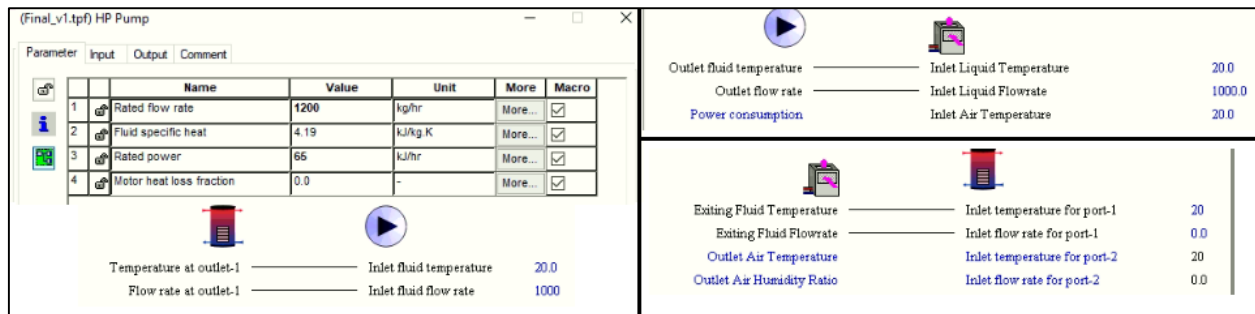 (Final_v1.tpf) HP Pump
Parameter Input Output Comment
Name Value Unit More Macro
1 Rated flow rate 1200 kg/hr More...
2 Fluid specific heat 4.19 kJ/kg.K More...
3 Rated power 65 kJ/hr More...
4 Motor heat loss fraction 0.0 - More...
Temperature at outlet-1 Inlet fluid temperature 20.0
Flow rate at outlet-1 Inlet fluid flow rate 1000
Outlet fluid temperature Inlet Liquid Temperature 20.0
Outlet flow rate Inlet Liquid Flowrate 1000.0
Power consumption Inlet Air Temperature 20.0
Exiting Fluid Temperature Inlet temperature for port-1 20
Exiting Fluid Flowrate Inlet flow rate for port-1 0.0
Outlet Air Temperature Inlet temperature for port-2 20
Outlet Air Humidity Ratio Inlet flow rate for port-2 0.0